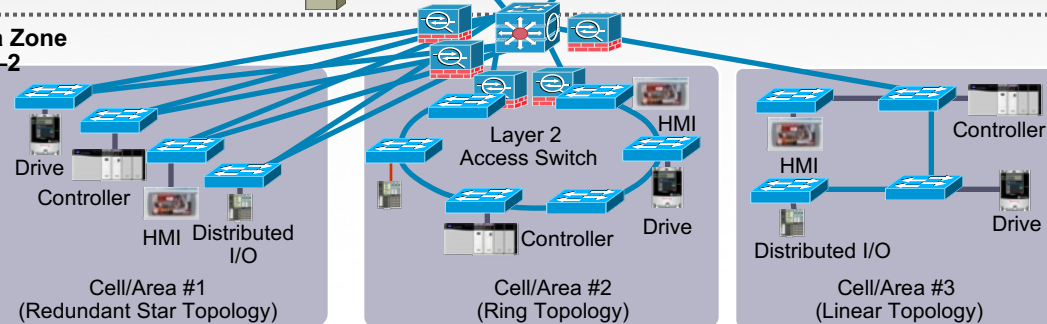 Zone
–2
Drive
Controller
HMI
Distributed
I/O
Cell/Area #1
(Redundant Star Topology)
Layer 2
Access Switch
HMI
Controller
Drive
Cell/Area #2
(Ring Topology)
Controller
HMI
Distributed I/O
Drive
Cell/Area #3
(Linear Topology)